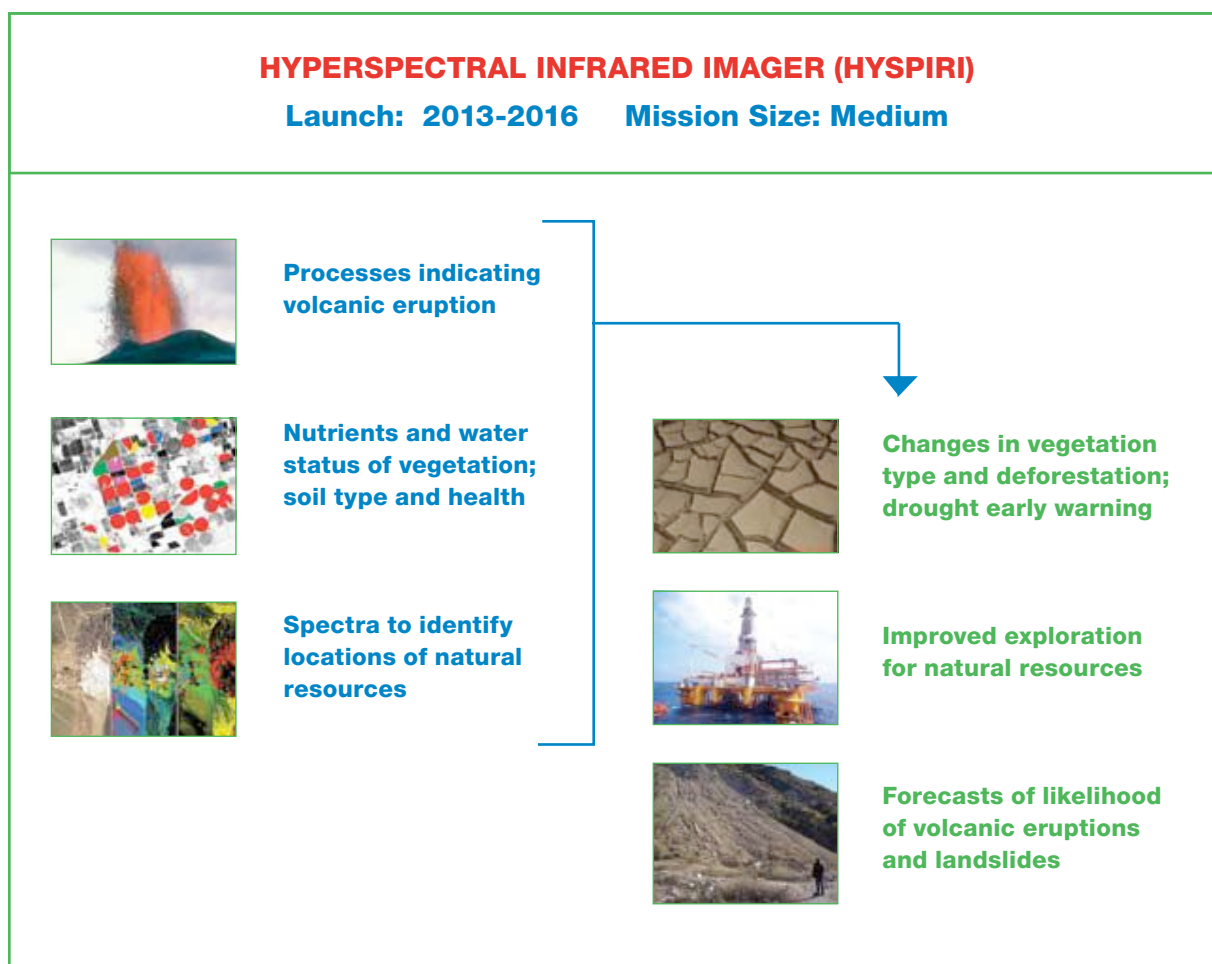 HYPERSPECTRAL INFRARED IMAGER (HYSPIRI)
Launch: 2013-2016 Mission Size: Medium
Processes indicating
volcanic eruption
Nutrients and water
status of vegetation;
soil type and health
Spectra to identify
locations of natural
resources
Changes in vegetation
type and deforestation;
drought early warning
Improved exploration
for natural resources
Forecasts of likelihood
of volcanic eruptions
and landslides